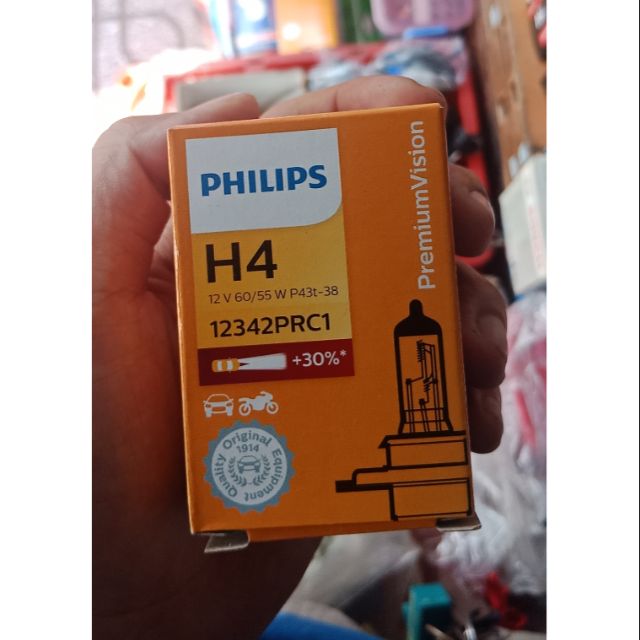 PHILIPS
H4
12 V 60/55 W P43t-38
12342PRC1
+30%*
PremiumVision
Original Equipment Quality
1914